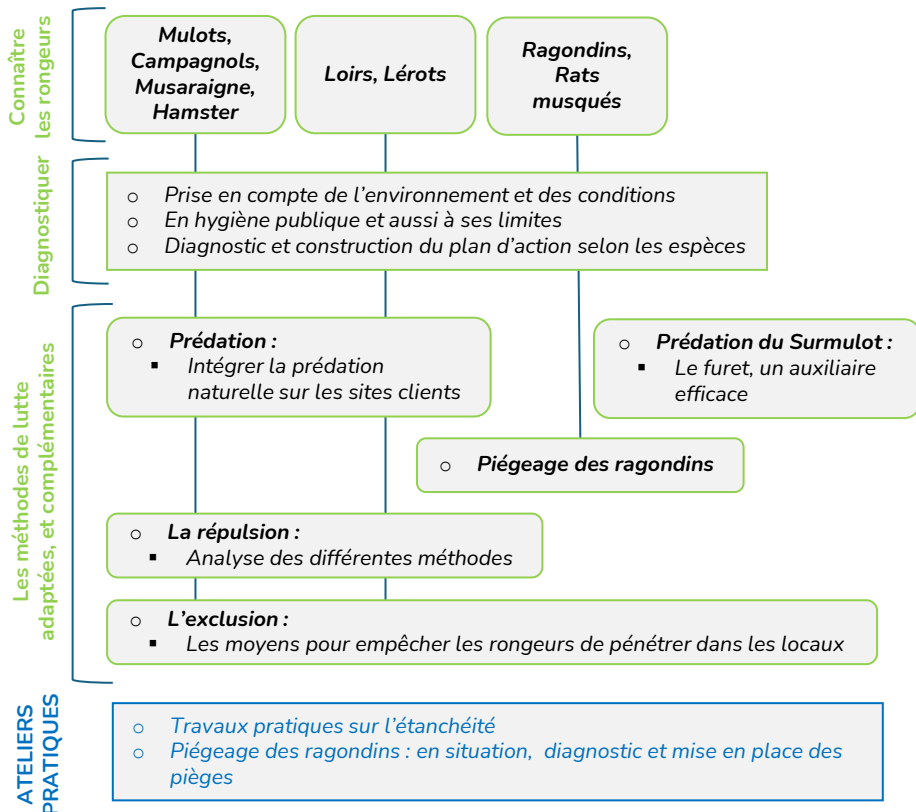 Connaître
les rongeurs
Mulots,
Campagnols,
Musaraigne,
Hamster
Loirs, Lérots
Ragondins,
Rats
musqués
Diagnostiquer
o Prise en compte de l’environnement et des conditions
o En hygiène publique et aussi à ses limites
o Diagnostic et construction du plan d’action selon les espèces
Les méthodes de lutte
adaptées, et complémentaires
o Prédation :
▪ Intégrer la prédation
naturelle sur les sites clients
o Prédation du Surmulot :
▪ Le furet, un auxiliaire
efficace
o Piégeage des ragondins
o La répulsion :
▪ Analyse des différentes méthodes
o L’exclusion :
▪ Les moyens pour empêcher les rongeurs de pénétrer dans les locaux
ATELIERS
PRATIQUES
o Travaux pratiques sur l’étanchéité
o Piégeage des ragondins : en situation, diagnostic et mise en place des
pièges